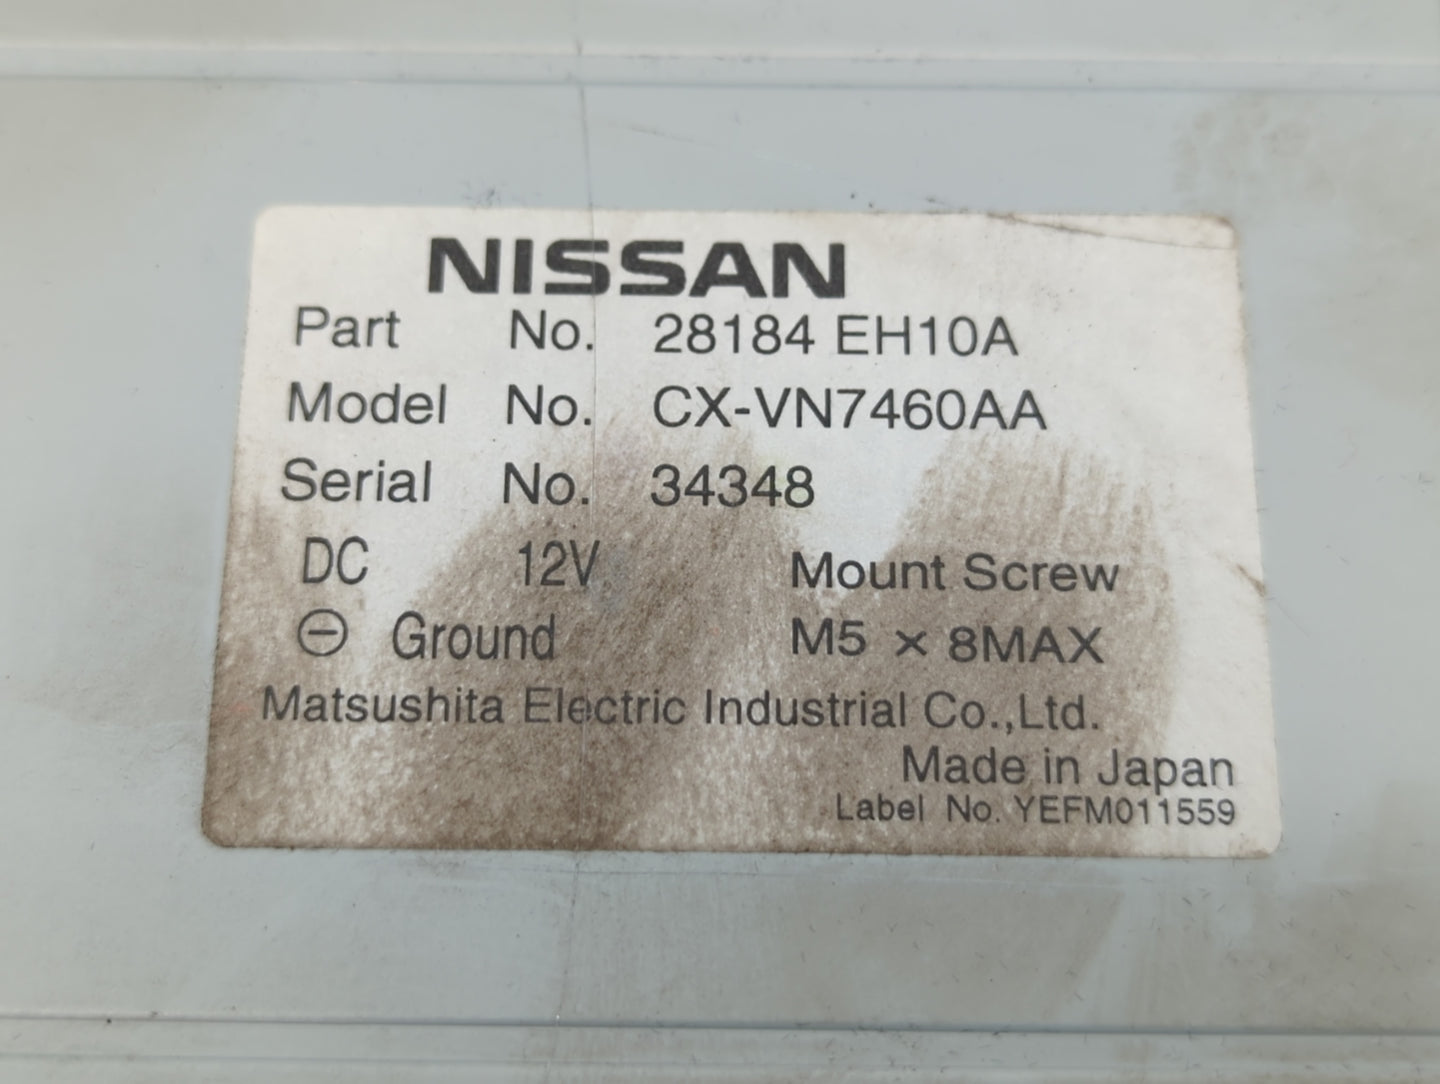 NISSAN
Part No. 28184 EH10A
Model No. CX-VN7460AA
Serial No. 34348
DC 12V Mount Screw
⊖ Ground M5 × 8MAX
Matsushita Electric Industrial Co.,Ltd.
Made in Japan
Label No. YEFM011559